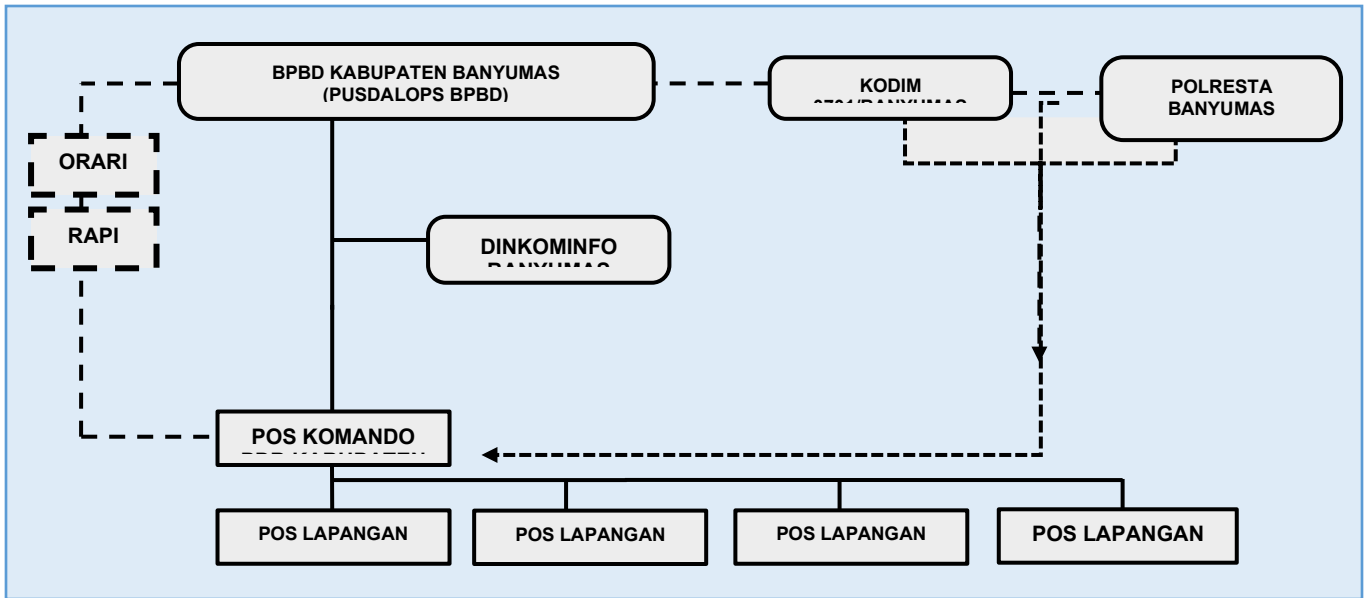 BPBD KABUPATEN BANYUMAS
(PUSDALOPS BPBD)
KODIM
POLRESTA
BANYUMAS
ORARI
RAPI
DINKOMINFO
BANYUMAS
POS KOMANDO
POS LAPANGAN
POS LAPANGAN
POS LAPANGAN
POS LAPANGAN